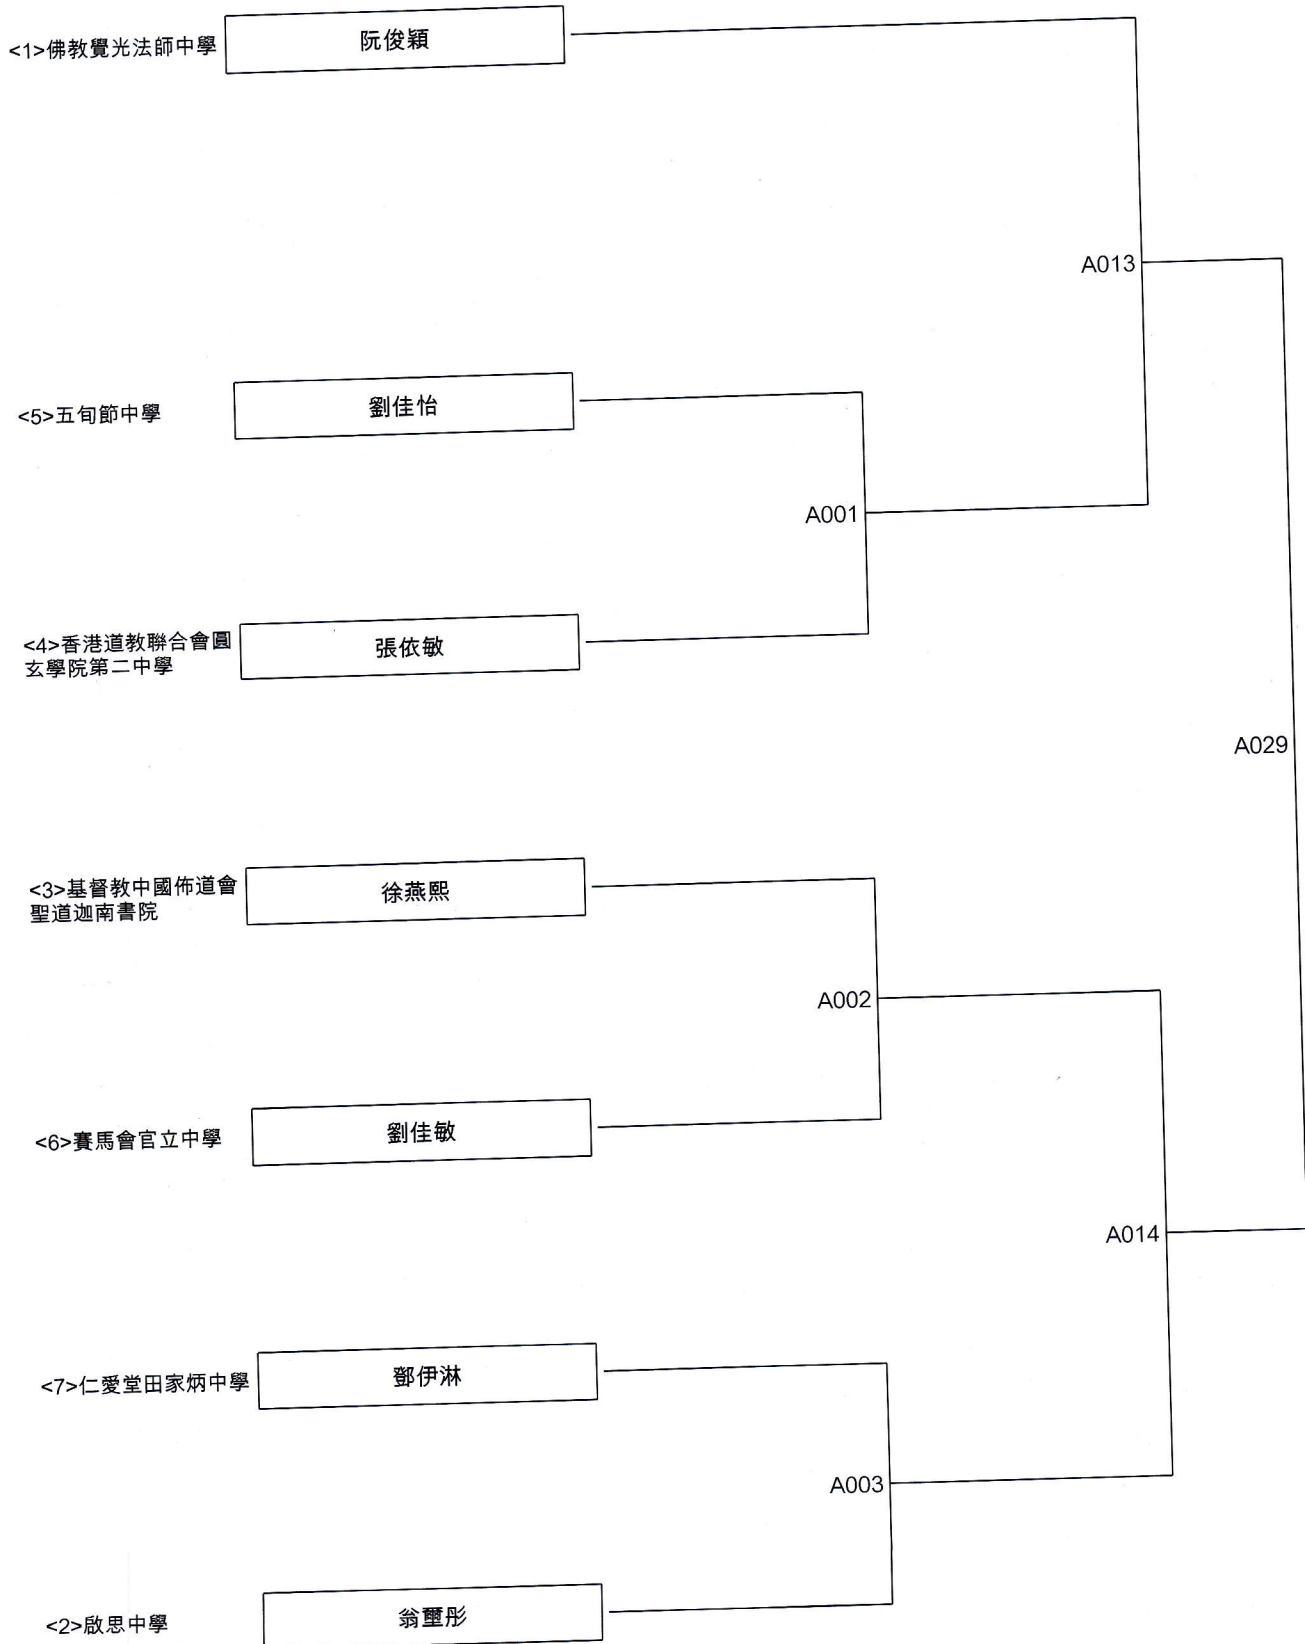 <1>佛教覺光法師中學
阮俊穎
A013
<5>五旬節中學
劉佳怡
A001
<4>香港道教聯合會圓
玄學院第二中學
張依敏
A029
<3>基督教中國佈道會
聖道迦南書院
徐燕熙
A002
<6>賽馬會官立中學
劉佳敏
A014
<7>仁愛堂田家炳中學
鄧伊淋
A003
<2>啟思中學
翁璽彤